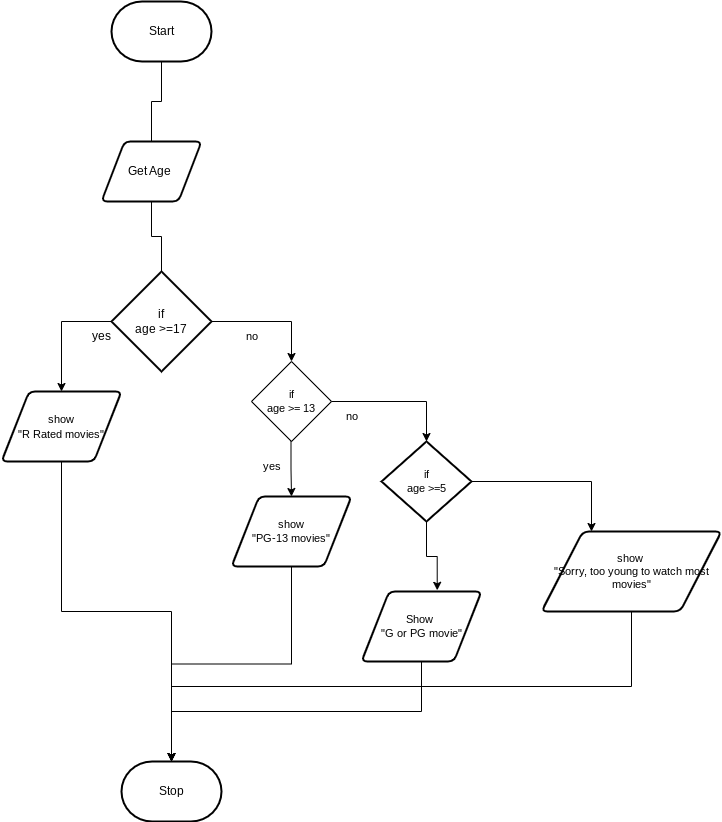 Start
Get Age
if
age >=17
yes
no
if
age >= 13
no
show
"R Rated movies"
yes
if
age >=5
show
"PG-13 movies"
show
"Sorry, too young to watch most
movies"
Show
"G or PG movie"
Stop